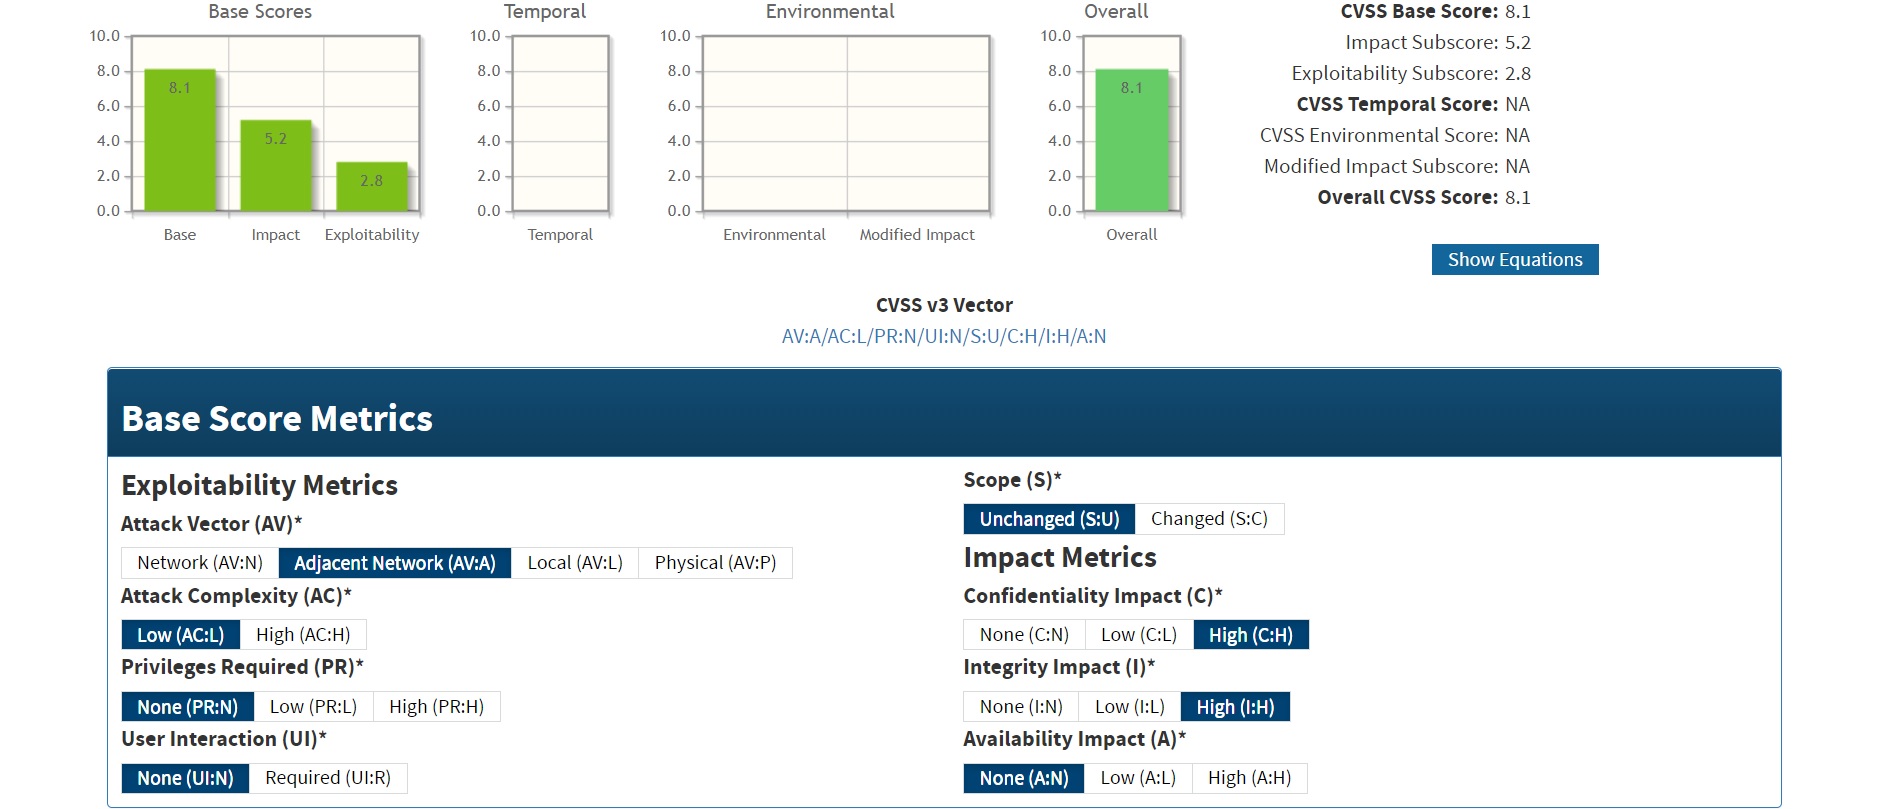 Base Scores
10.0
8.0
6.0
4.0
2.0
0.0
8.1
5.2
2.8
Base Impact Exploitability
Temporal
10.0
8.0
6.0
4.0
2.0
0.0
Temporal
Environmental
10.0
8.0
6.0
4.0
2.0
0.0
Environmental Modified Impact
Overall
10.0
8.0
6.0
4.0
2.0
0.0
8.1
Overall
CVSS Base Score: 8.1
Impact Subscore: 5.2
Exploitability Subscore: 2.8
CVSS Temporal Score: NA
CVSS Environmental Score: NA
Modified Impact Subscore: NA
Overall CVSS Score: 8.1
Show Equations
CVSS v3 Vector
AV:A/AC:L/PR:N/UI:N/S:U/C:H/I:H/A:N
Base Score Metrics
Exploitability Metrics
Attack Vector (AV)*
Network (AV:N) Adjacent Network (AV:A) Local (AV:L) Physical (AV:P)
Attack Complexity (AC)*
Low (AC:L) High (AC:H)
Privileges Required (PR)*
None (PR:N) Low (PR:L) High (PR:H)
User Interaction (UI)*
None (UI:N) Required (UI:R)
Scope (S)*
Unchanged (S:U) Changed (S:C)
Impact Metrics
Confidentiality Impact (C)*
None (C:N) Low (C:L) High (C:H)
Integrity Impact (I)*
None (I:N) Low (I:L) High (I:H)
Availability Impact (A)*
None (A:N) Low (A:L) High (A:H)